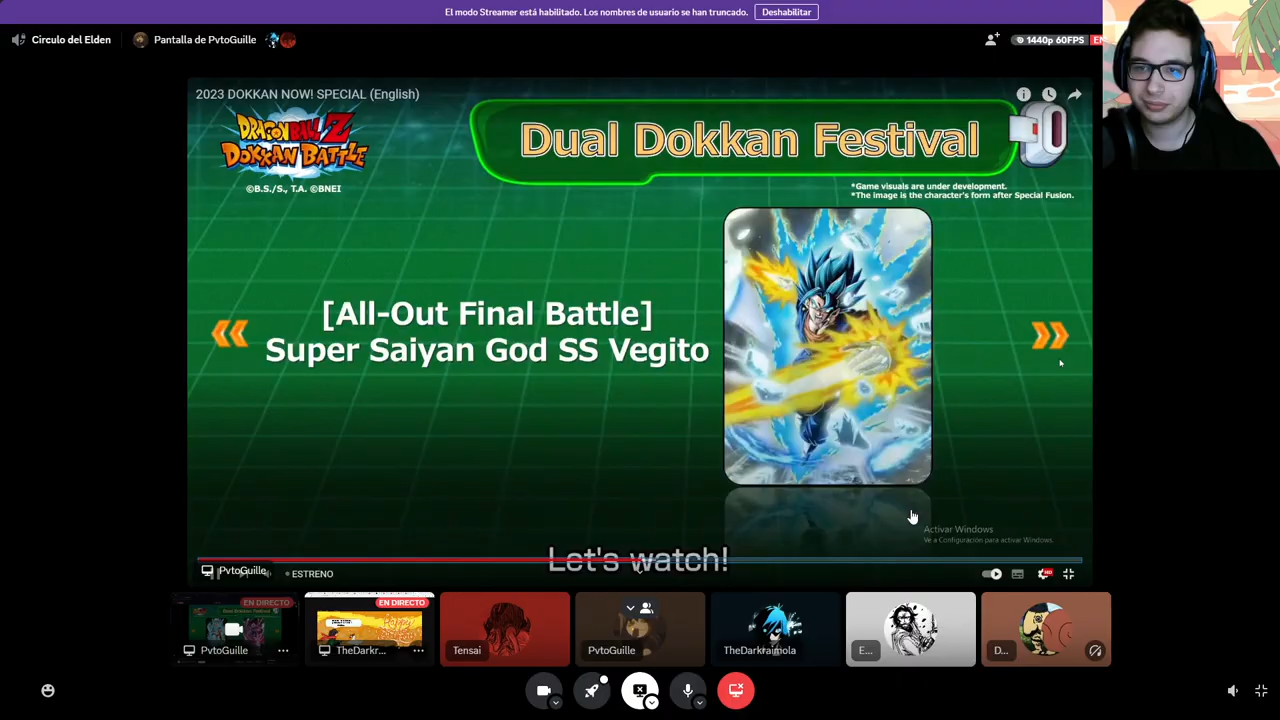 El modo Streamer está habilitado. Los nombres de usuario se han truncado.
Deshabilitar
Circulo del Elden
Pantalla de PvtoGuille
1440p 60FPS
EN
2023 DOKKAN NOW! SPECIAL (English)
DRAGON BALL Z
DOKKAN BATTLE
©B.S./S., T.A. ©BNEI
Dual Dokkan Festival
*Game visuals are under development.
*The image is the character's form after Special Fusion.
[All-Out Final Battle]
Super Saiyan God SS Vegito
Activar Windows
Ve a Configuración para activar Windows.
Let's watch!
PvtoGuille
• ESTRENO
HD
EN DIRECTO
PvtoGuille
EN DIRECTO
TheDarkr...
Tensai
PvtoGuille
TheDarkraimola
E...
D...